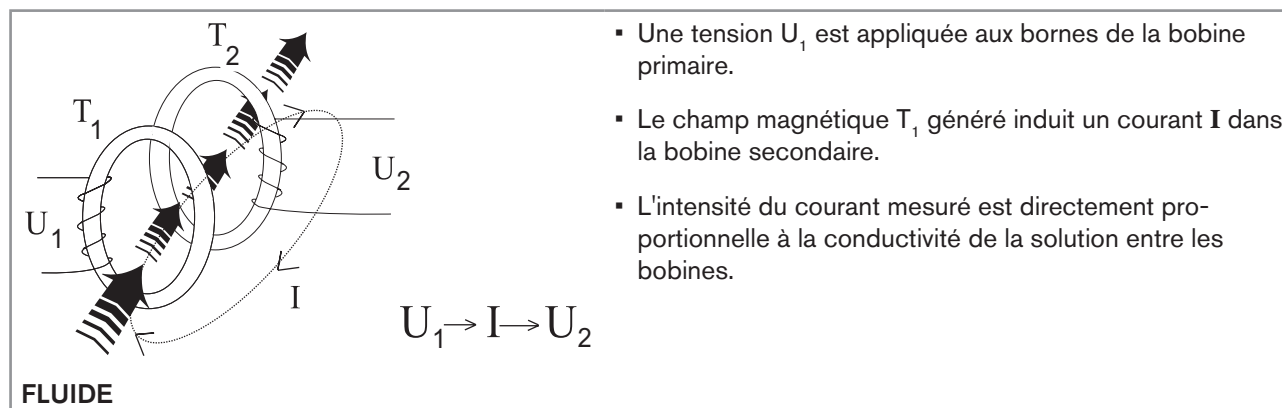 T₁
T₂
U₁
U₂
I
U₁→I→U₂
FLUIDE
▪ Une tension U₁ est appliquée aux bornes de la bobine
primaire.
▪ Le champ magnétique T₁ généré induit un courant I dans
la bobine secondaire.
▪ L'intensité du courant mesuré est directement pro-
portionnelle à la conductivité de la solution entre les
bobines.